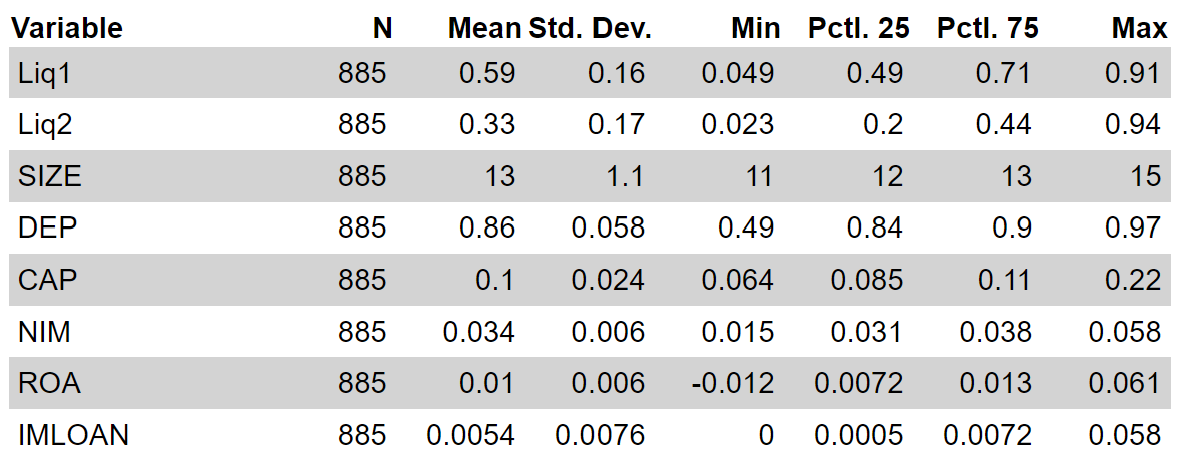 Variable N Mean Std. Dev. Min Pctl. 25 Pctl. 75 Max
Liq1 885 0.59 0.16 0.049 0.49 0.71 0.91
Liq2 885 0.33 0.17 0.023 0.2 0.44 0.94
SIZE 885 13 1.1 11 12 13 15
DEP 885 0.86 0.058 0.49 0.84 0.9 0.97
CAP 885 0.1 0.024 0.064 0.085 0.11 0.22
NIM 885 0.034 0.006 0.015 0.031 0.038 0.058
ROA 885 0.01 0.006 -0.012 0.0072 0.013 0.061
IMLOAN 885 0.0054 0.0076 0 0.0005 0.0072 0.058